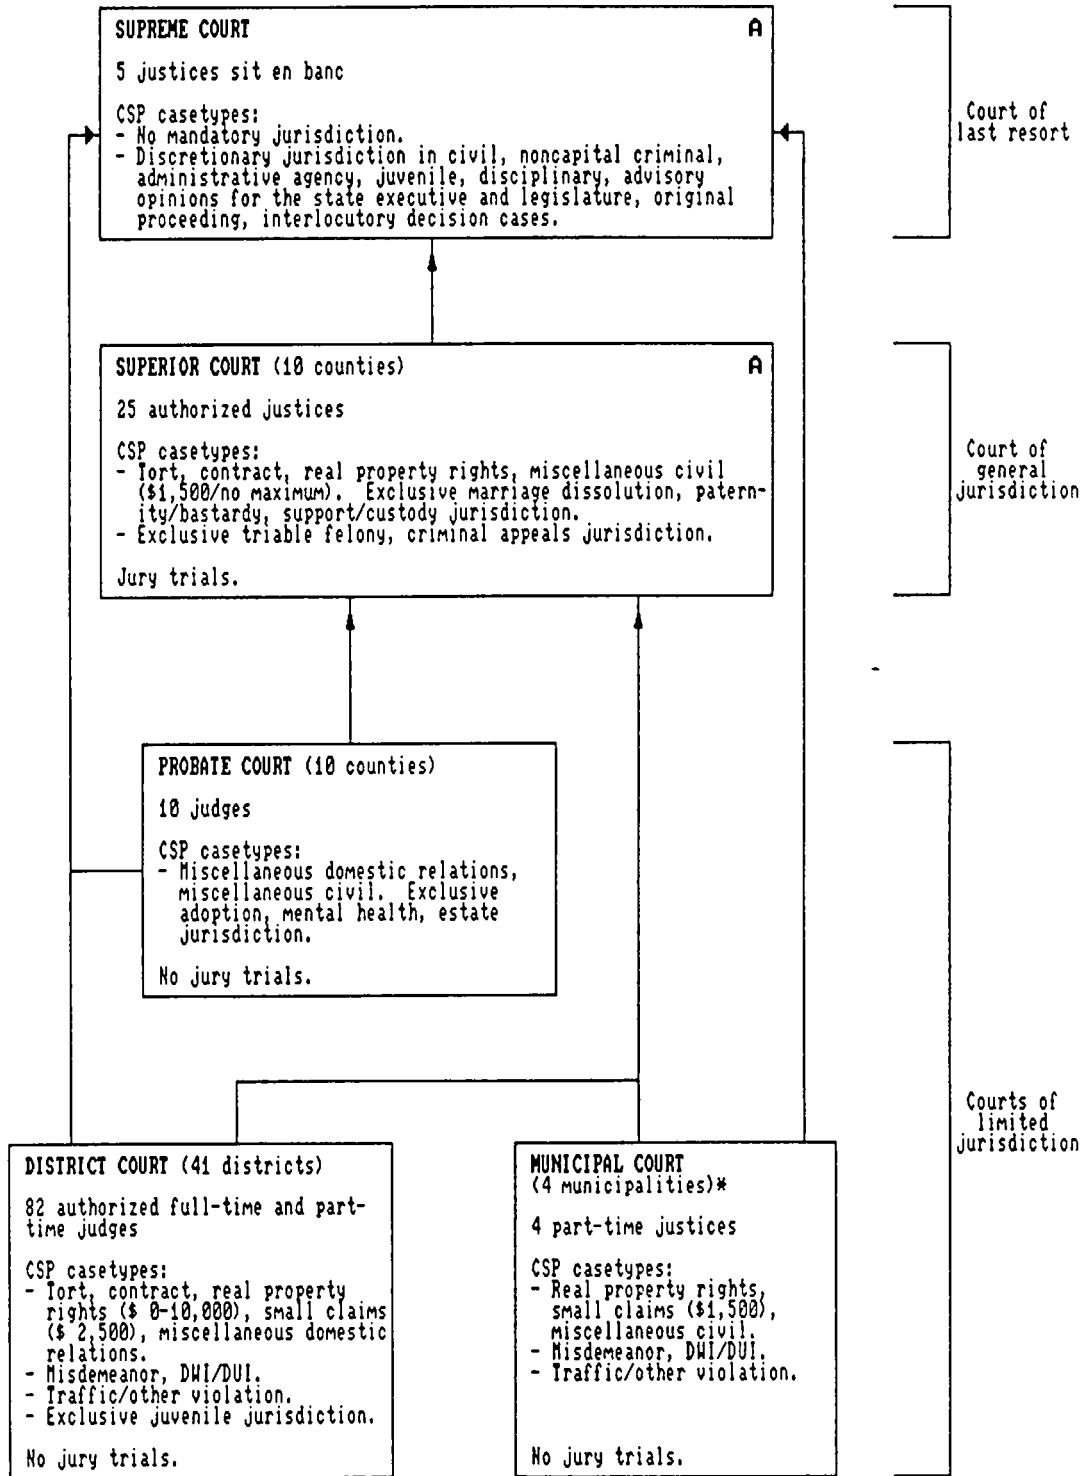 SUPREME COURT A
5 justices sit en banc
CSP casetypes:
- No mandatory jurisdiction.
- Discretionary jurisdiction in civil, noncapital criminal,
administrative agency, juvenile, disciplinary, advisory
opinions for the state executive and legislature, original
proceeding, interlocutory decision cases.
Court of
last resort
SUPERIOR COURT (10 counties) A
25 authorized justices
CSP casetypes:
- Tort, contract, real property rights, miscellaneous civil
($1,500/no maximum). Exclusive marriage dissolution, patern-
ity/bastardy, support/custody jurisdiction.
- Exclusive triable felony, criminal appeals jurisdiction.
Jury trials.
Court of
general
jurisdiction
PROBATE COURT (10 counties)
10 judges
CSP casetypes:
- Miscellaneous domestic relations,
miscellaneous civil. Exclusive
adoption, mental health, estate
jurisdiction.
No jury trials.
Courts of
limited
jurisdiction
DISTRICT COURT (41 districts)
82 authorized full-time and part-
time judges
CSP casetypes:
- Tort, contract, real property
rights ($ 0-10,000), small claims
($ 2,500), miscellaneous domestic
relations.
- Misdemeanor, DWI/DUI.
- Traffic/other violation.
- Exclusive juvenile jurisdiction.
No jury trials.
MUNICIPAL COURT
(4 municipalities)*
4 part-time justices
CSP casetypes:
- Real property rights,
small claims ($1,500),
miscellaneous civil.
- Misdemeanor, DWI/DUI.
- Traffic/other violation.
No jury trials.